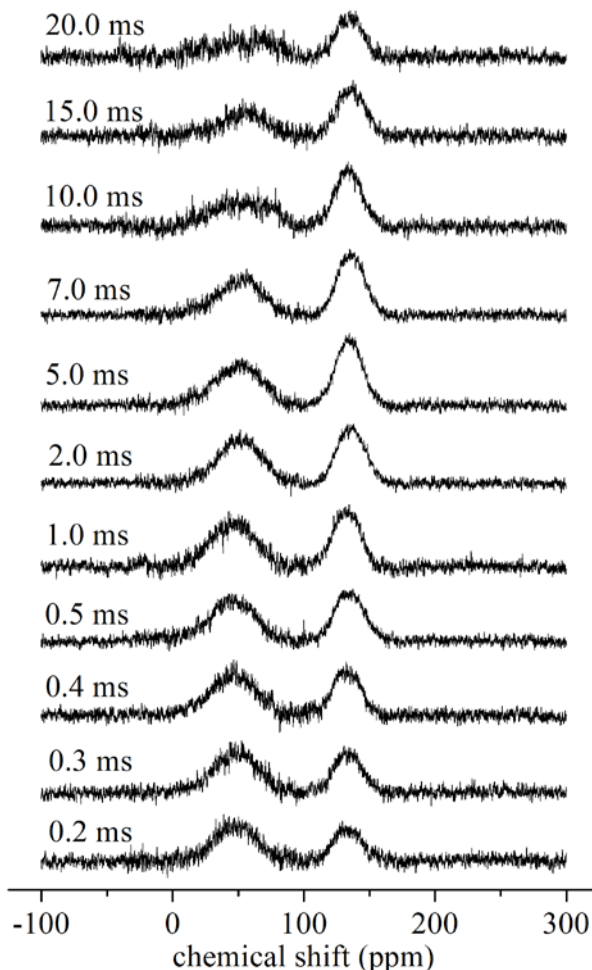 20.0 ms
15.0 ms
10.0 ms
7.0 ms
5.0 ms
2.0 ms
1.0 ms
0.5 ms
0.4 ms
0.3 ms
0.2 ms
-100 0 100 200 300
chemical shift (ppm)